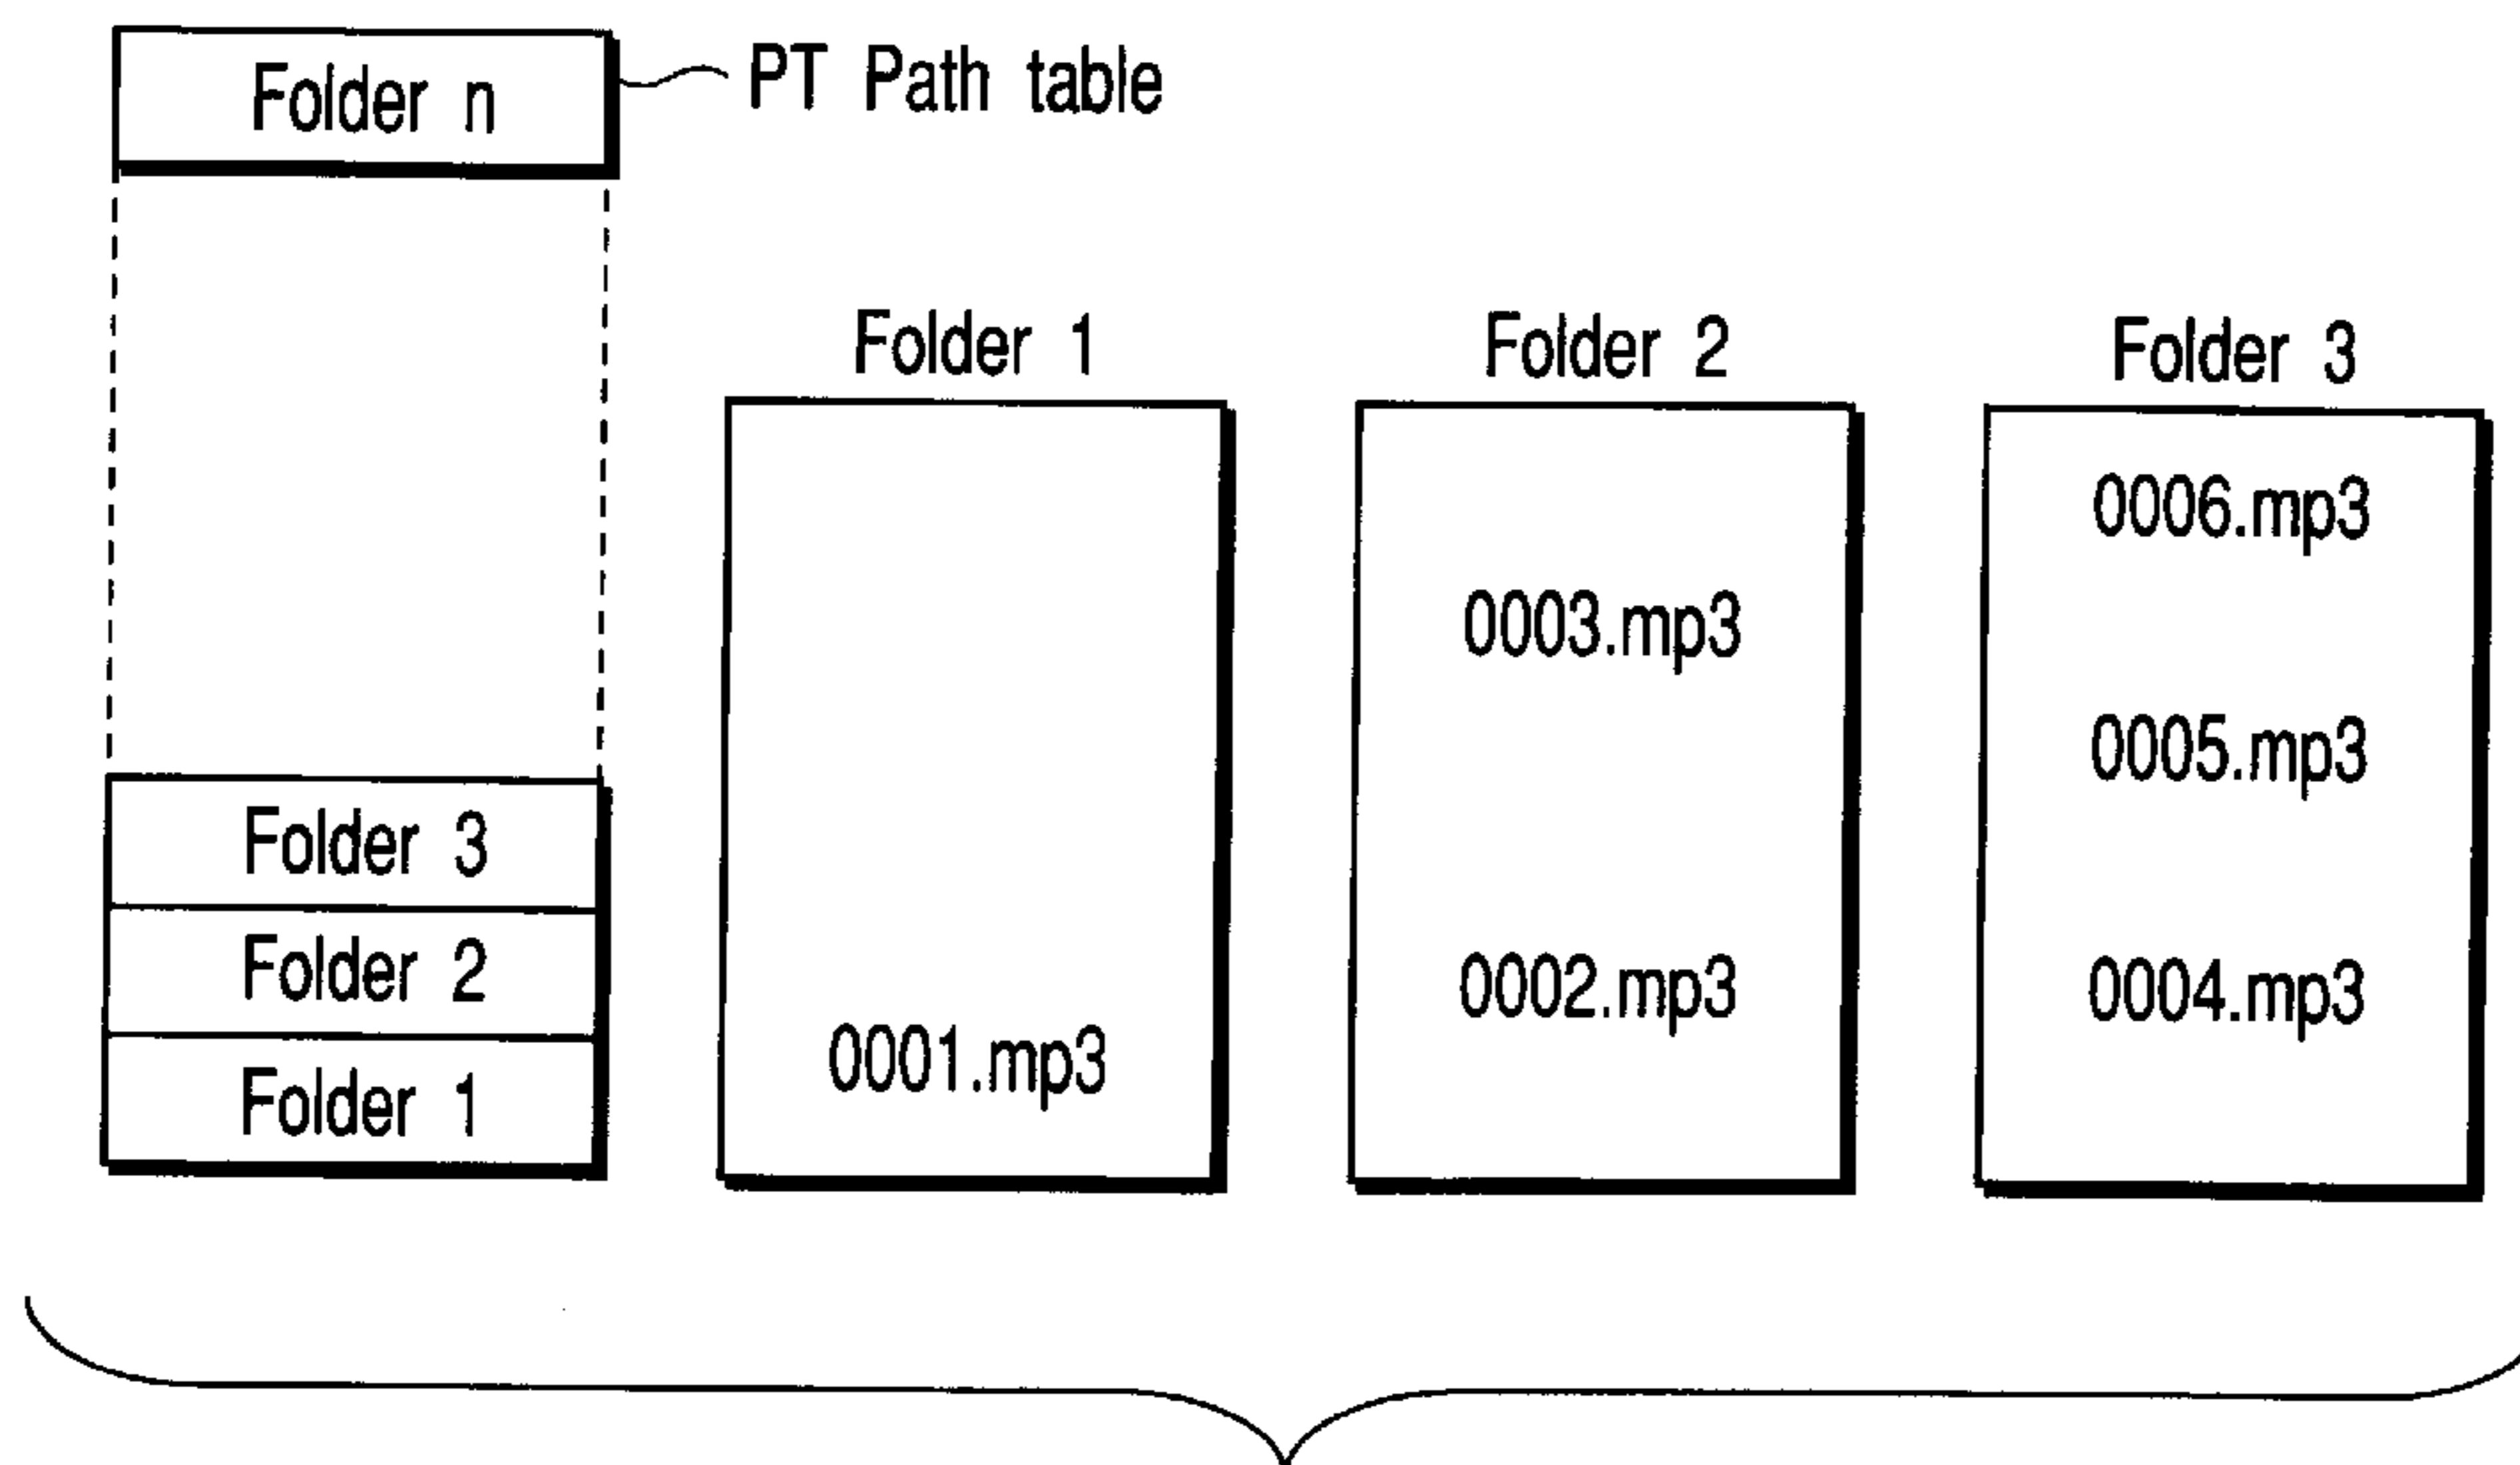 Folder n
PT Path table
Folder 3
Folder 2
Folder 1
Folder 1
0001.mp3
Folder 2
0003.mp3
0002.mp3
Folder 3
0006.mp3
0005.mp3
0004.mp3